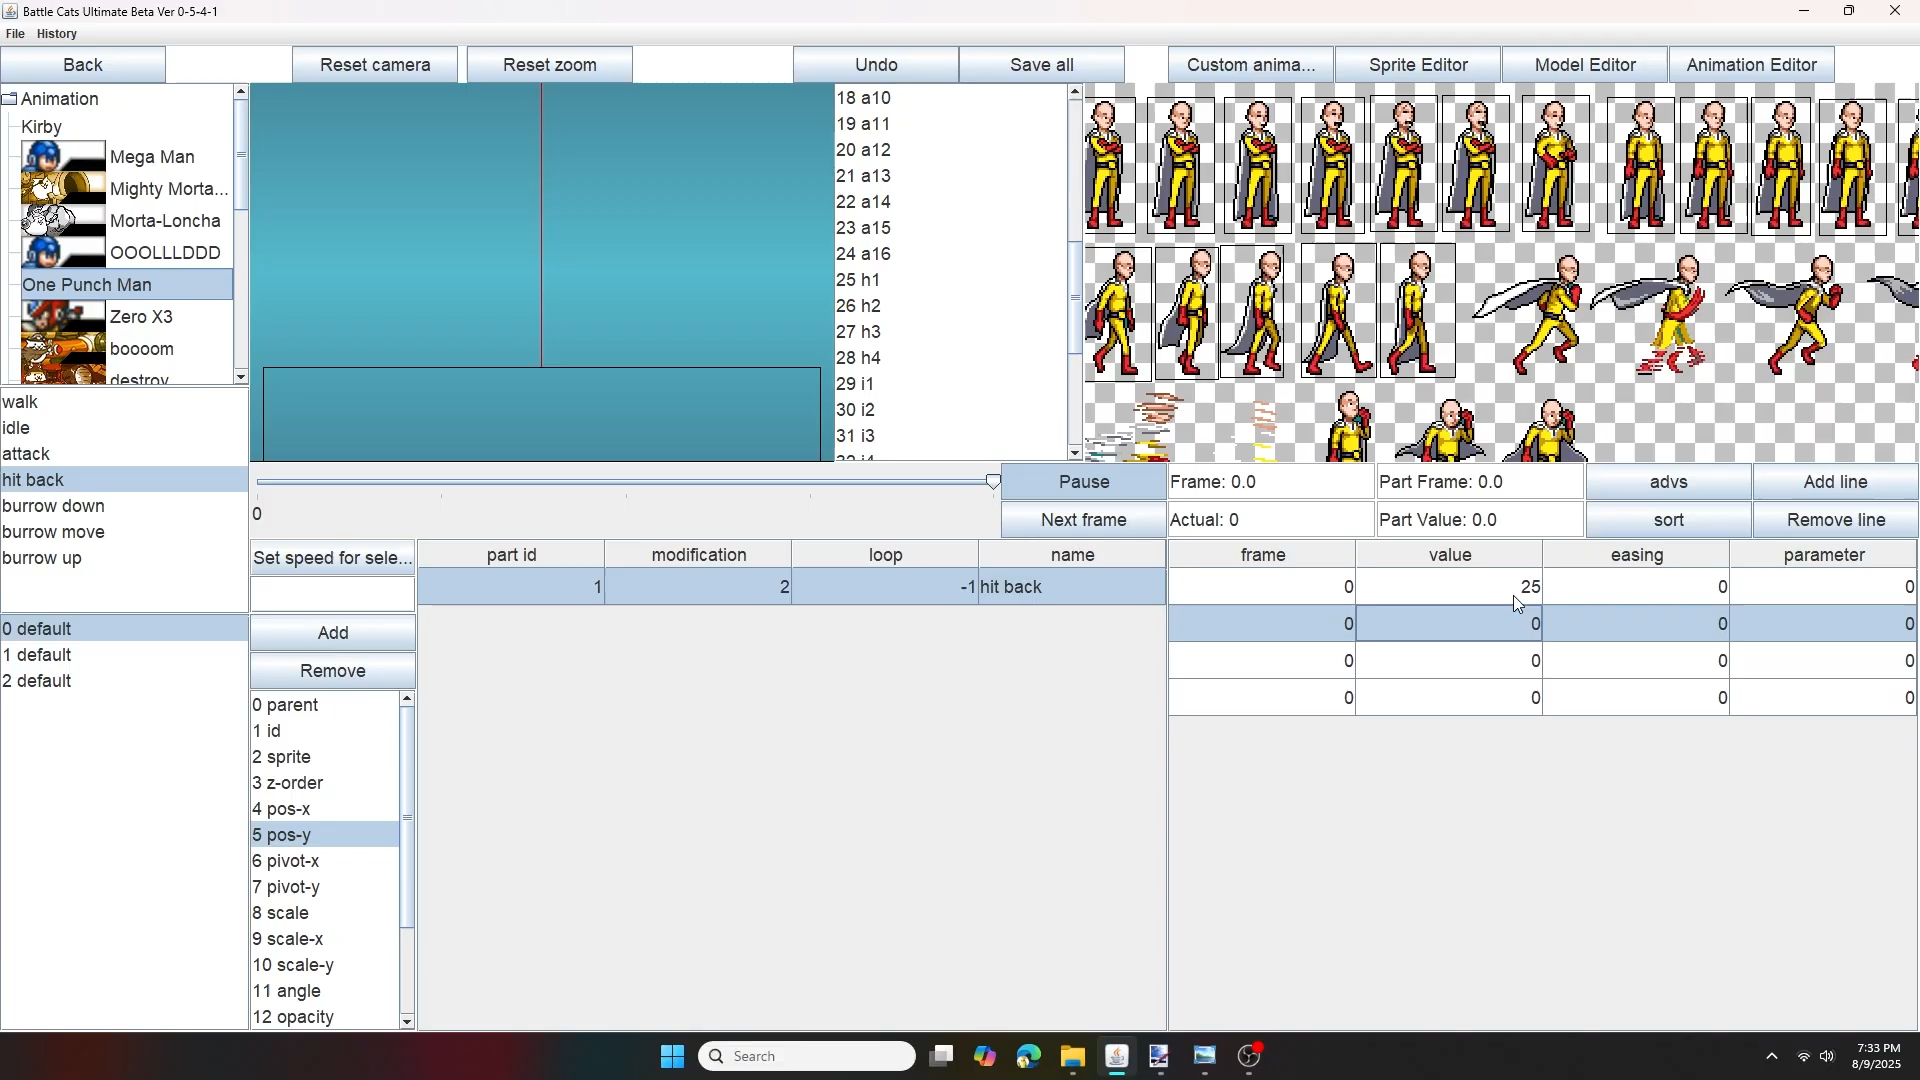 Battle Cats Ultimate Beta Ver 0-5-4-1
File History
Back Reset camera Reset zoom Undo Save all Custom anima... Sprite Editor Model Editor Animation Editor
Animation
Kirby
Mega Man
Mighty Morta...
Morta-Loncha
OOOLLLDDD
One Punch Man
Zero X3
boooom
destroy
18 a10
19 a11
20 a12
21 a13
22 a14
23 a15
24 a16
25 h1
26 h2
27 h3
28 h4
29 i1
30 i2
31 i3
32 i4
walk
idle
attack
hit back
burrow down
burrow move
burrow up
0
Pause Frame: 0.0 Part Frame: 0.0 advs Add line
Next frame Actual: 0 Part Value: 0.0 sort Remove line
Set speed for sele... part id modification loop name frame value easing parameter
1 2 -1 hit back 0 25 0 0
0 0 0 0
0 0 0 0
0 0 0 0
0 default
1 default
2 default
Add
Remove
0 parent
1 id
2 sprite
3 z-order
4 pos-x
5 pos-y
6 pivot-x
7 pivot-y
8 scale
9 scale-x
10 scale-y
11 angle
12 opacity
Search
7:33 PM
8/9/2025